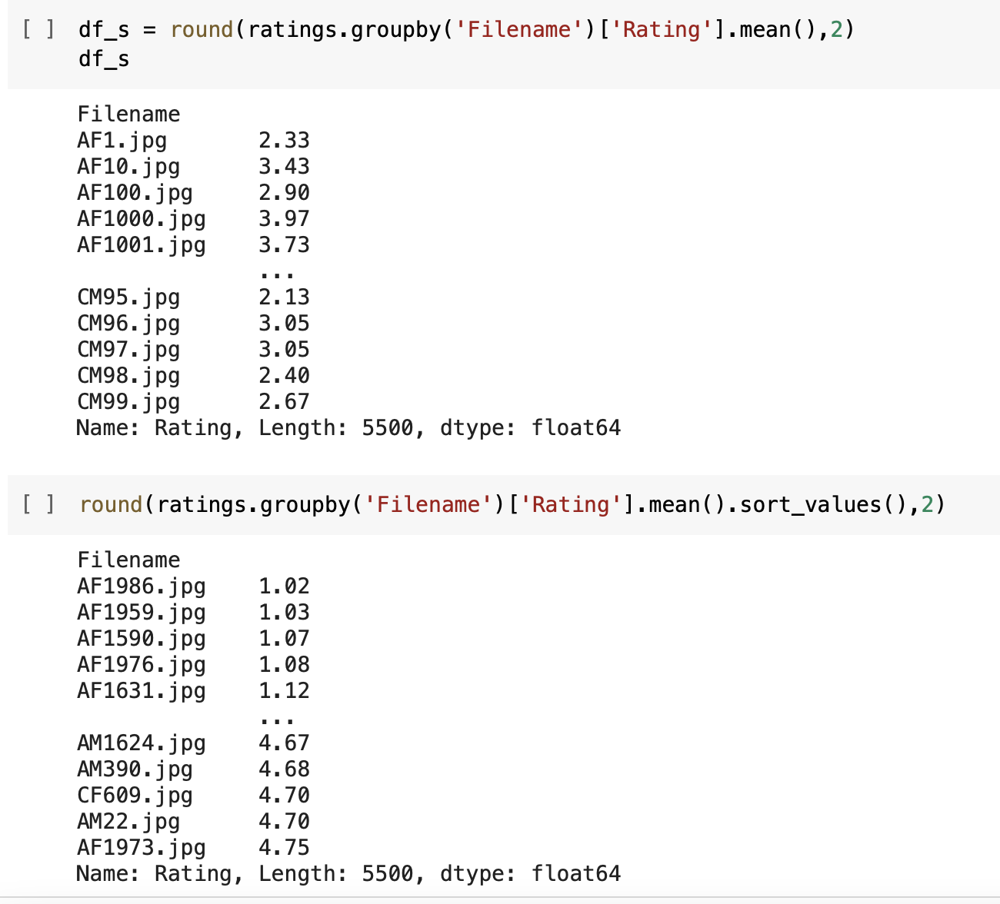 [ ] df_s = round(ratings.groupby('Filename')['Rating'].mean(),2)
df_s
Filename
AF1.jpg 2.33
AF10.jpg 3.43
AF100.jpg 2.90
AF1000.jpg 3.97
AF1001.jpg 3.73
...
CM95.jpg 2.13
CM96.jpg 3.05
CM97.jpg 3.05
CM98.jpg 2.40
CM99.jpg 2.67
Name: Rating, Length: 5500, dtype: float64
[ ] round(ratings.groupby('Filename')['Rating'].mean().sort_values(),2)
Filename
AF1986.jpg 1.02
AF1959.jpg 1.03
AF1590.jpg 1.07
AF1976.jpg 1.08
AF1631.jpg 1.12
...
AM1624.jpg 4.67
AM390.jpg 4.68
CF609.jpg 4.70
AM22.jpg 4.70
AF1973.jpg 4.75
Name: Rating, Length: 5500, dtype: float64